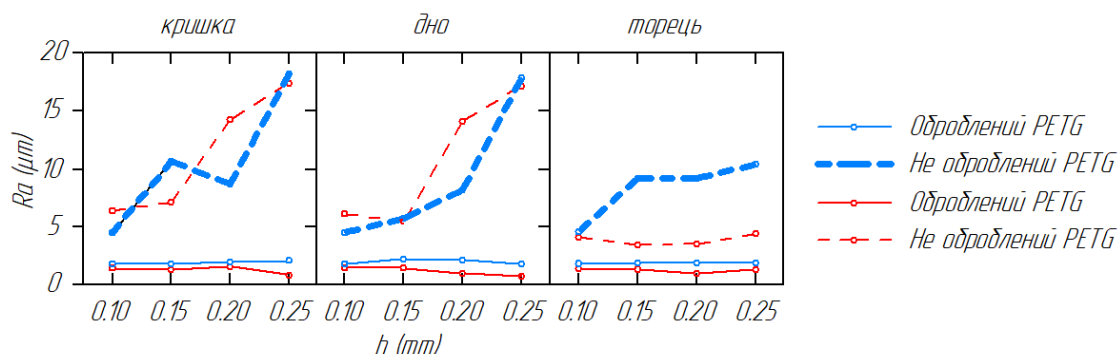 кришка дно торець
20
15
10
5
0
Ra (μm)
0.10 0.15 0.20 0.25 0.10 0.15 0.20 0.25 0.10 0.15 0.20 0.25
h (mm)
Оброблений PETG
Не оброблений PETG
Оброблений PETG
Не оброблений PETG